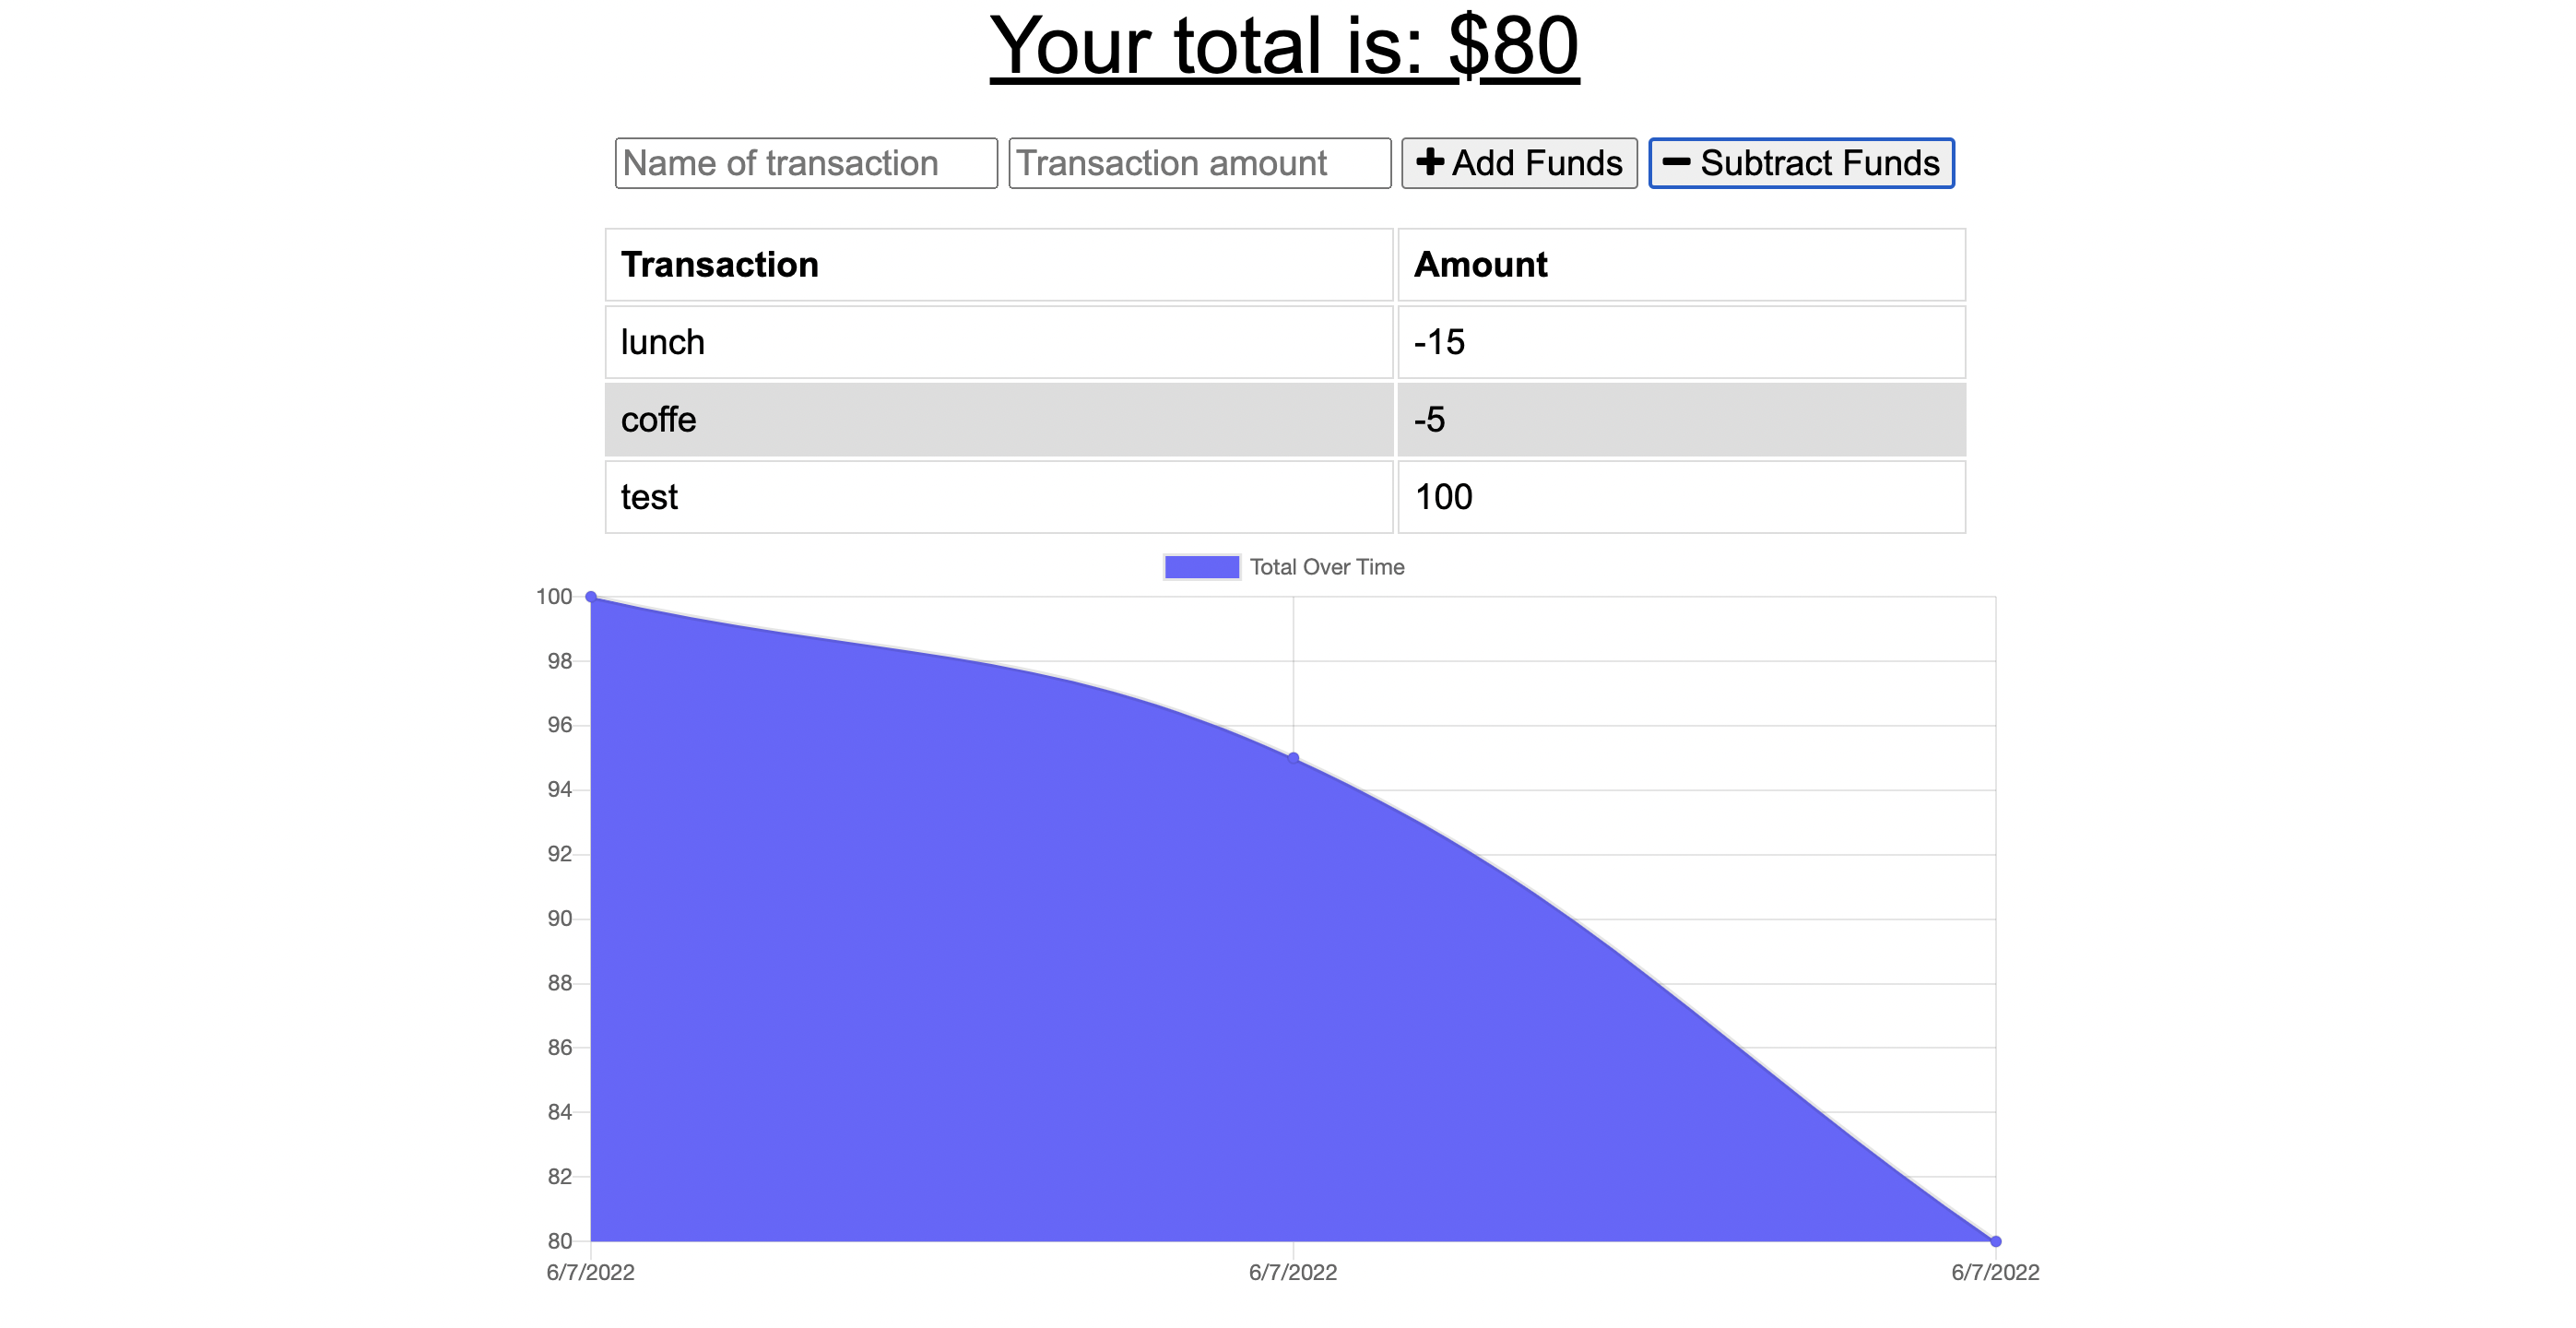 Your total is: $80
Name of transaction Transaction amount Add Funds Subtract Funds
Transaction Amount
lunch -15
coffe -5
test 100
Total Over Time
100
98
96
94
92
90
88
86
84
82
80
6/7/2022 6/7/2022 6/7/2022